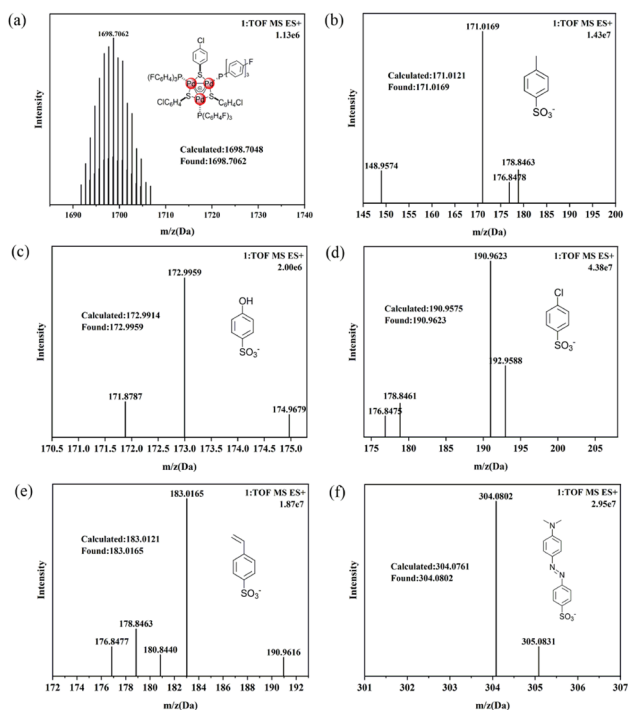 (a)
1:TOF MS ES+
1.13e6
1698.7062
Cl
F
(FC6H4)3P
S
P
3
Pd
Pd
ClC6H4
S
Pd
S
C6H4Cl
P(C6H4F)3
Calculated:1698.7048
Found:1698.7062
Intensity
1690 1700 1710 1720 1730 1740
m/z(Da)
(b)
1:TOF MS ES+
1.43e7
171.0169
Calculated:171.0121
Found:171.0169
SO3-
148.9574
178.8463
176.8478
Intensity
145 150 155 160 165 170 175 180 185 190 195 200
m/z(Da)
(c)
1:TOF MS ES+
2.00e6
172.9959
OH
Calculated:172.9914
Found:172.9959
SO3-
171.8787
174.9679
Intensity
170.5 171.0 171.5 172.0 172.5 173.0 173.5 174.0 174.5 175.0
m/z(Da)
(d)
1:TOF MS ES+
4.38e7
190.9623
Cl
Calculated:190.9575
Found:190.9623
SO3-
192.9588
178.8461
176.8475
Intensity
175 180 185 190 195 200 205
m/z(Da)
(e)
1:TOF MS ES+
1.87e7
183.0165
Calculated:183.0121
Found:183.0165
SO3-
178.8463
176.8477
180.8440
190.9616
Intensity
172 174 176 178 180 182 184 186 188 190 192
m/z(Da)
(f)
1:TOF MS ES+
2.95e7
304.0802
N
Calculated:304.0761
Found:304.0802
N
N
SO3-
305.0831
Intensity
301 302 303 304 305 306 307
m/z(Da)